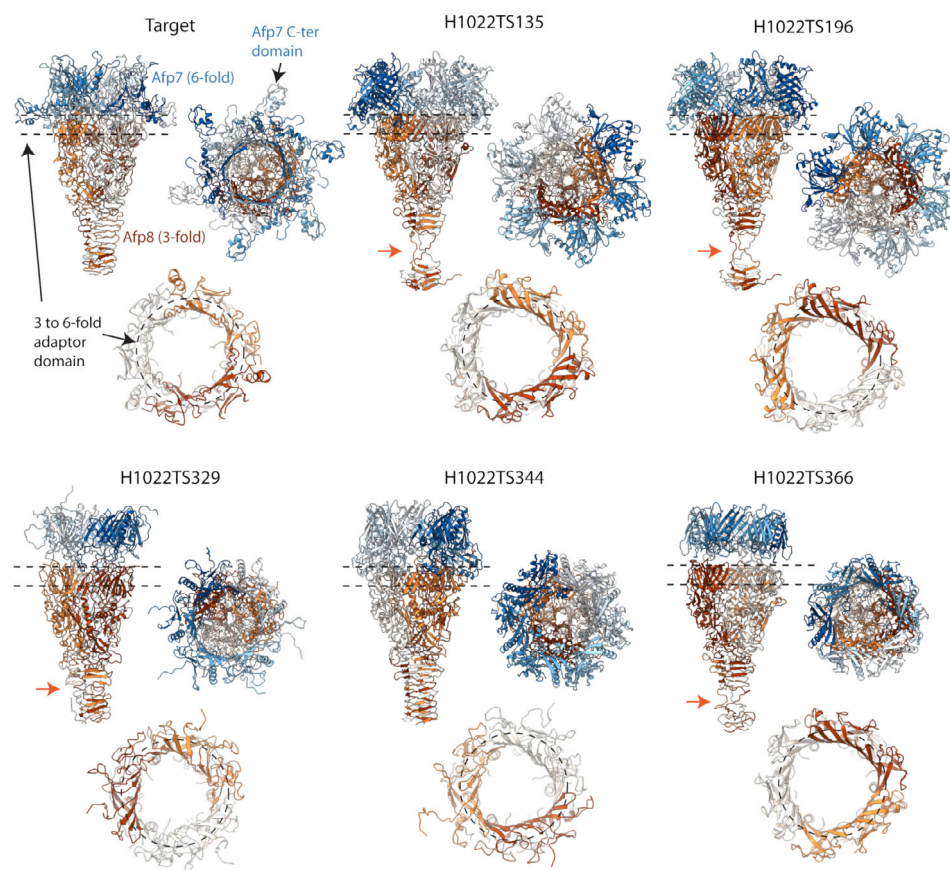 Target
Afp7 C-ter
domain
Afp7 (6-fold)
Afp8 (3-fold)
3 to 6-fold
adaptor
domain
H1022TS135
H1022TS196
H1022TS329
H1022TS344
H1022TS366